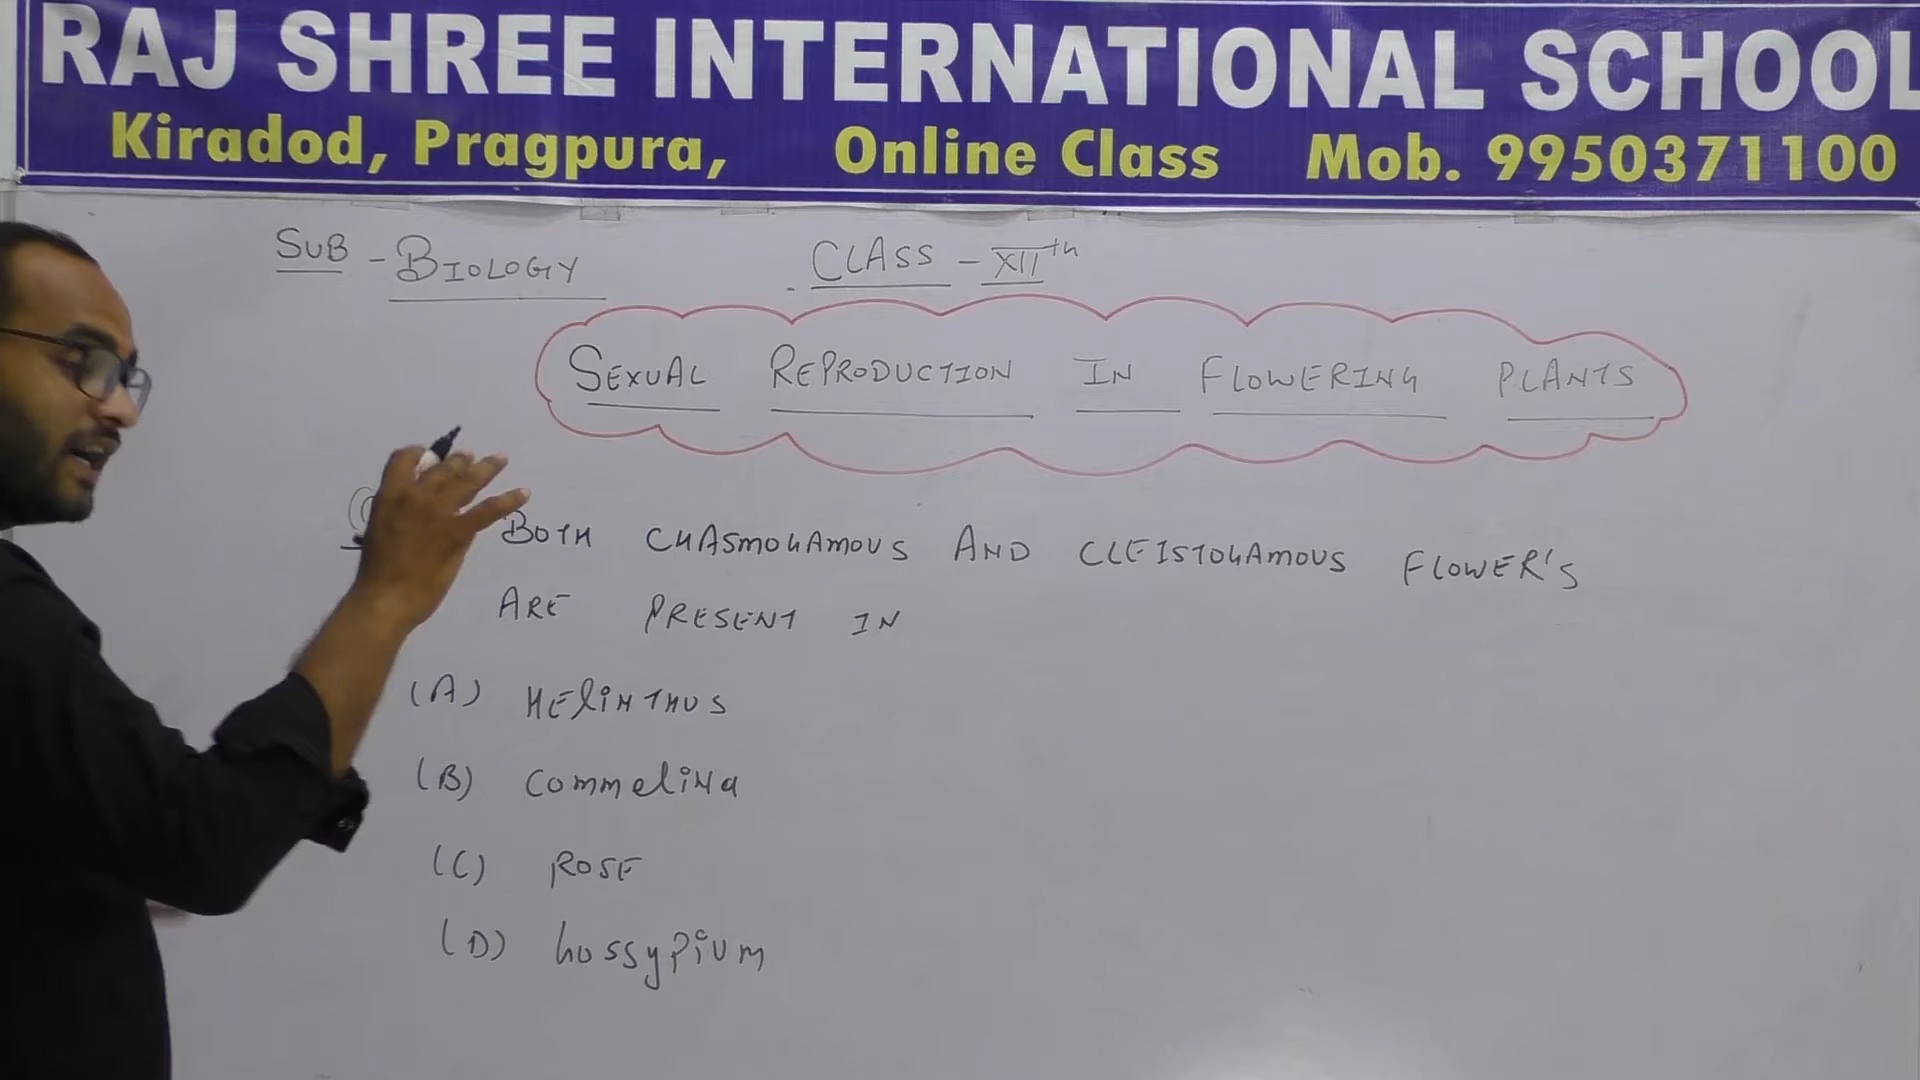 RAJ SHREE INTERNATIONAL SCHOOL
Kiradod, Pragpura, Online Class Mob. 9950371100
SUB - BIOLOGY CLASS - XIIth
SEXUAL REPRODUCTION IN FLOWERING PLANTS
BOTH CHASMOGAMOUS AND CLEISTOGAMOUS FLOWER'S
ARE PRESENT IN
(A) HElinTHUS
(B) CommeliNa
(C) ROSE
(D) Gossypium